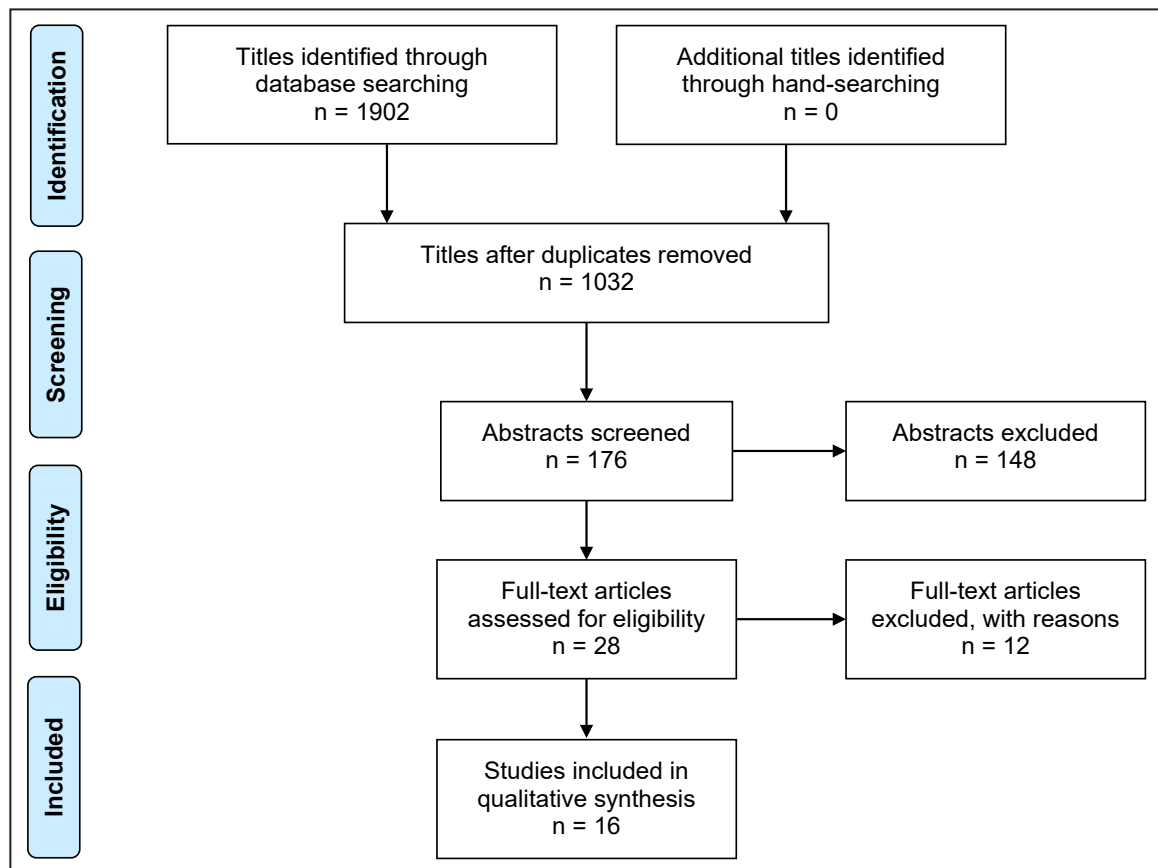 Identification
Titles identified through
database searching
n = 1902
Additional titles identified
through hand-searching
n = 0
Screening
Titles after duplicates removed
n = 1032
Abstracts screened
n = 176
Abstracts excluded
n = 148
Eligibility
Full-text articles
assessed for eligibility
n = 28
Full-text articles
excluded, with reasons
n = 12
Included
Studies included in
qualitative synthesis
n = 16